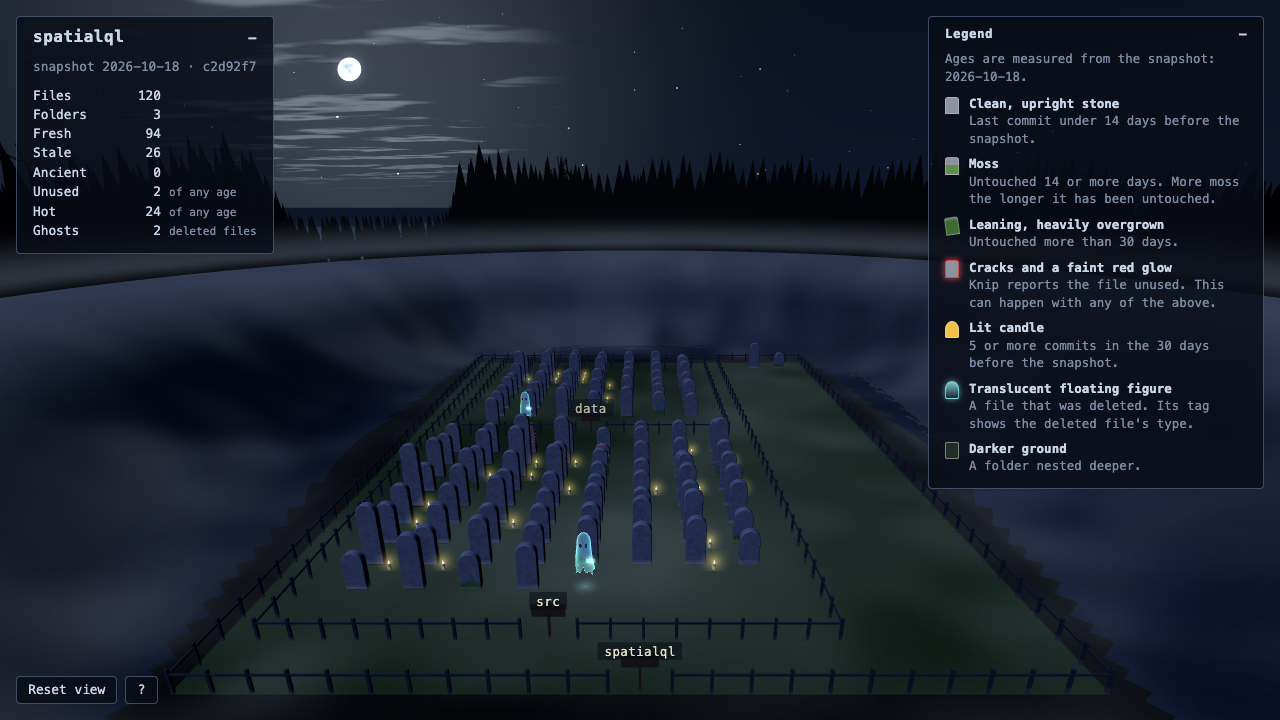 spatialql
−
snapshot 2026-10-18 · c2d92f7
Files 120
Folders 3
Fresh 94
Stale 26
Ancient 0
Unused 2 of any age
Hot 24 of any age
Ghosts 2 deleted files
Legend
−
Ages are measured from the snapshot:
2026-10-18.
Clean, upright stone
Last commit under 14 days before the
snapshot.
Moss
Untouched 14 or more days. More moss
the longer it has been untouched.
Leaning, heavily overgrown
Untouched more than 30 days.
Cracks and a faint red glow
Knip reports the file unused. This
can happen with any of the above.
Lit candle
5 or more commits in the 30 days
before the snapshot.
Translucent floating figure
A file that was deleted. Its tag
shows the deleted file's type.
Darker ground
A folder nested deeper.
data
src
spatialql
Reset view
?